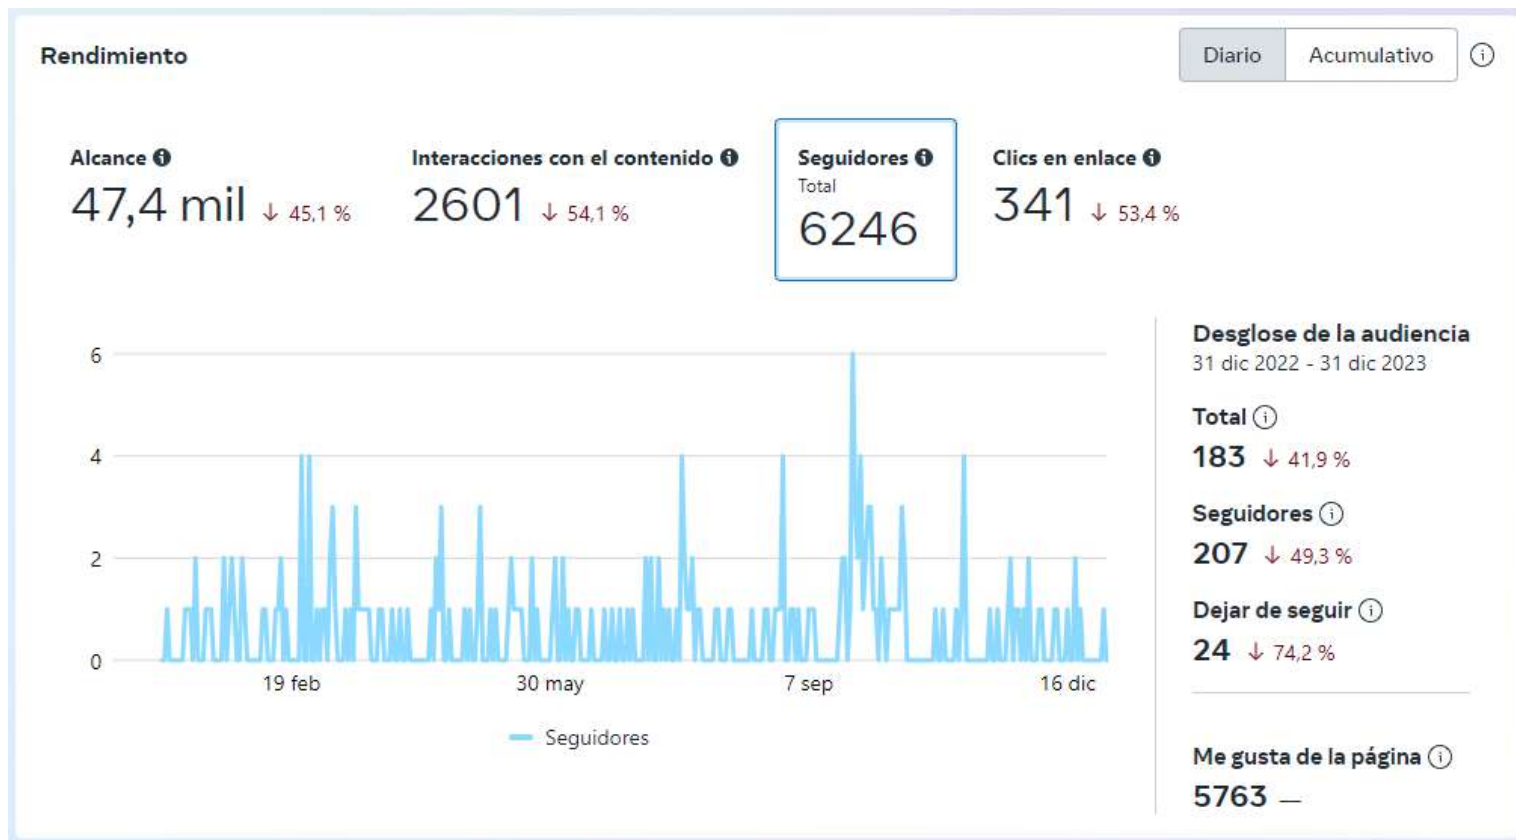 Rendimiento
Diario
Acumulativo
Alcance
47,4 mil ↓ 45,1 %
Interacciones con el contenido
2601 ↓ 54,1 %
Seguidores
Total
6246
Clics en enlace
341 ↓ 53,4 %
6
4
2
0
19 feb
30 may
7 sep
16 dic
Seguidores
Desglose de la audiencia
31 dic 2022 - 31 dic 2023
Total
183 ↓ 41,9 %
Seguidores
207 ↓ 49,3 %
Dejar de seguir
24 ↓ 74,2 %
Me gusta de la página
5763 —